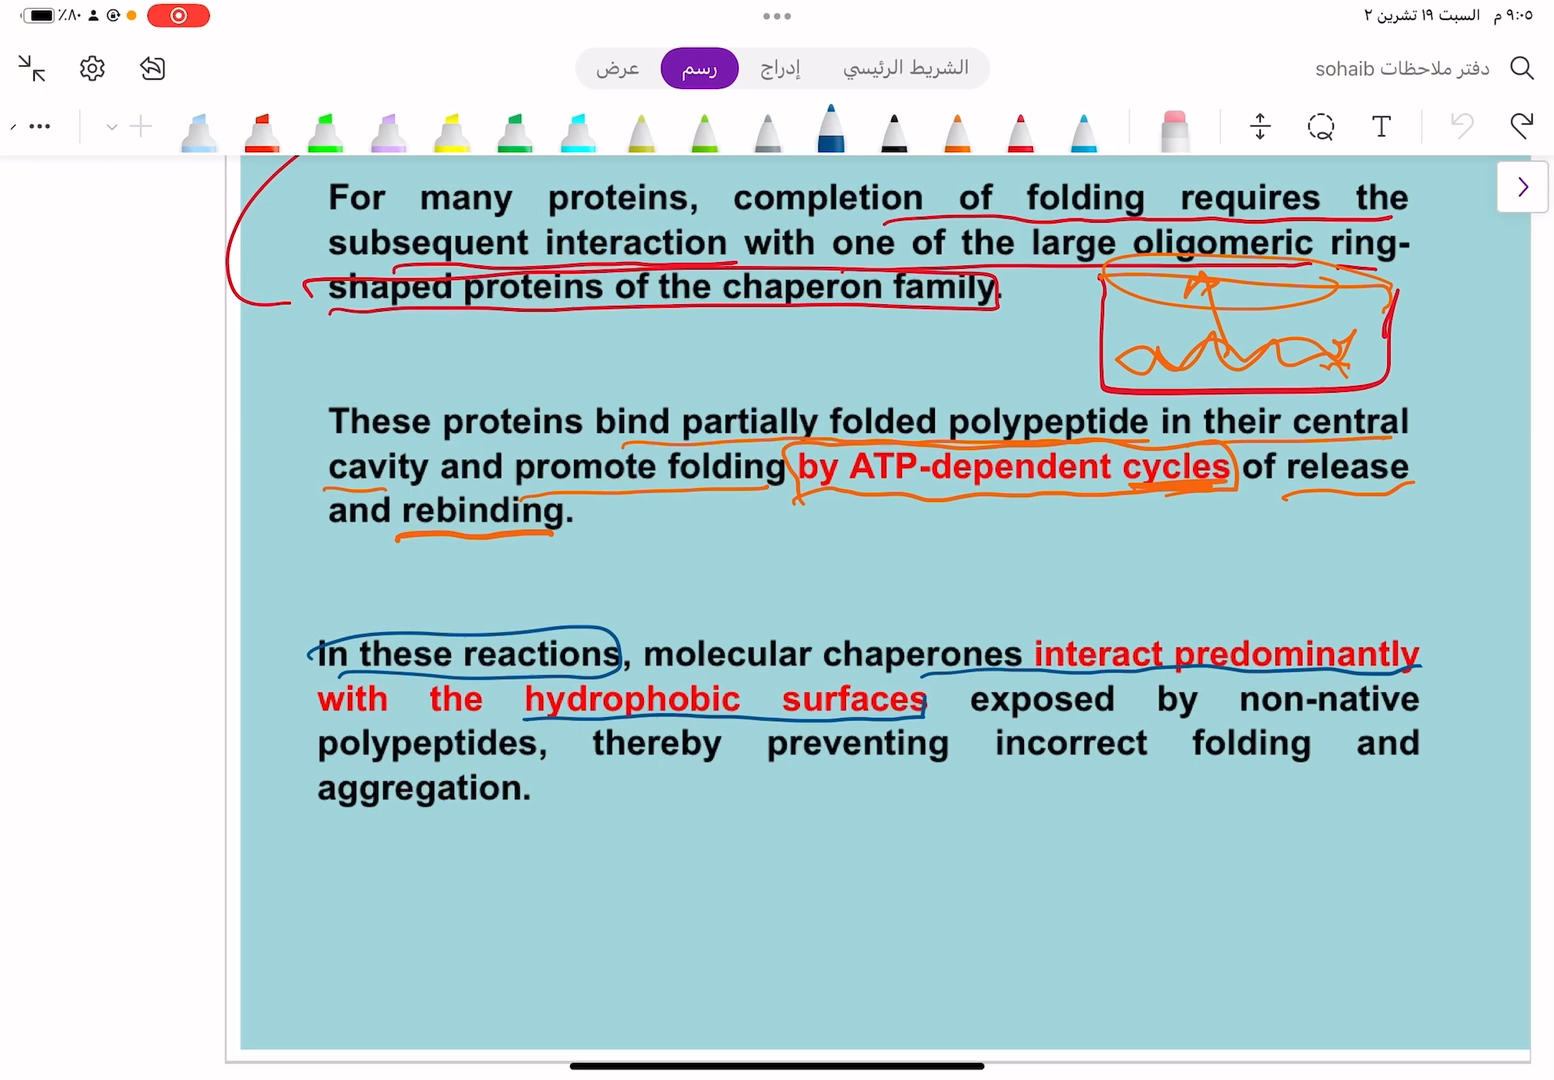 ٪٨٠
السبت ١٩ تشرين ٢ ٩:٠٥ م
عرض رسم إدراج الشريط الرئيسي
دفتر ملاحظات sohaib
T
For many proteins, completion of folding requires the
subsequent interaction with one of the large oligomeric ring-
shaped proteins of the chaperon family.
These proteins bind partially folded polypeptide in their central
cavity and promote folding by ATP-dependent cycles of release
and rebinding.
In these reactions, molecular chaperones interact predominantly
with the hydrophobic surfaces exposed by non-native
polypeptides, thereby preventing incorrect folding and
aggregation.